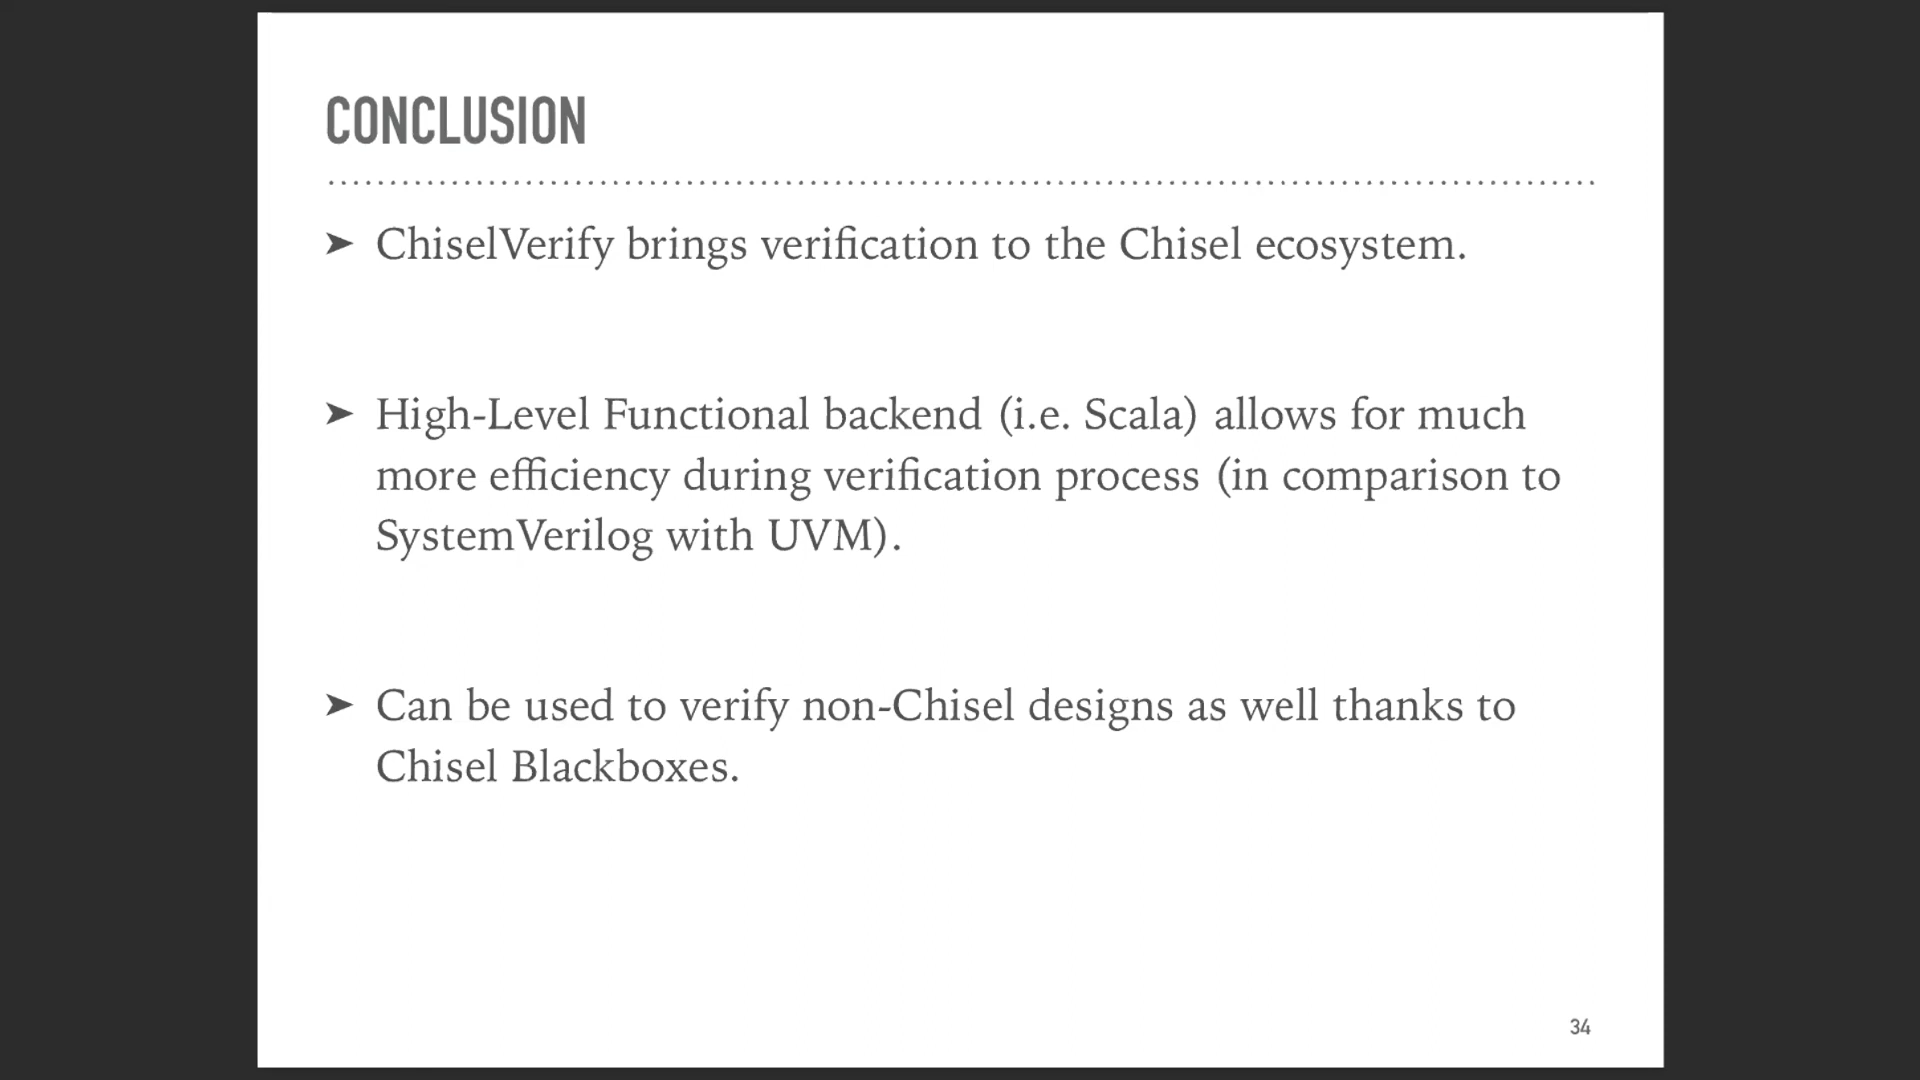 CONCLUSION
➤ ChiselVerify brings verification to the Chisel ecosystem.
➤ High-Level Functional backend (i.e. Scala) allows for much
more efficiency during verification process (in comparison to
SystemVerilog with UVM).
➤ Can be used to verify non-Chisel designs as well thanks to
Chisel Blackboxes.
34